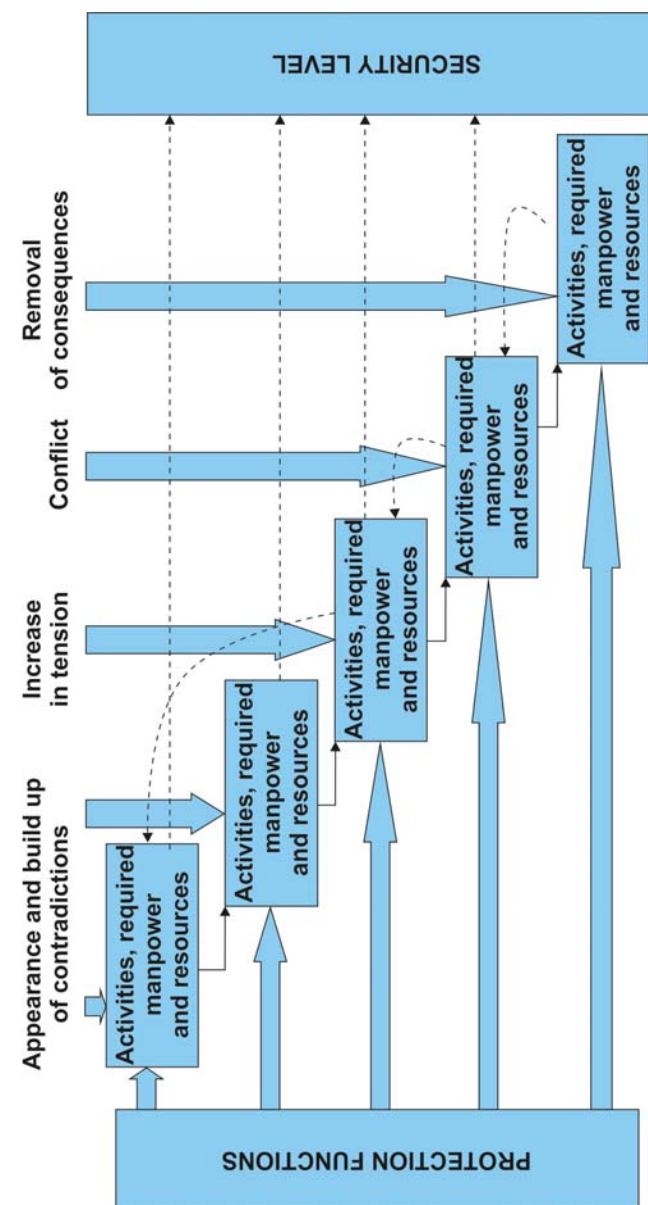 Appearance and build up
of contradictions
Increase
in tension
Conflict
Removal
of consequences
PROTECTION FUNCTIONS
Activities, required
manpower
and resources
Activities, required
manpower
and resources
Activities, required
manpower
and resources
Activities, required
manpower
and resources
Activities, required
manpower
and resources
SECURITY LEVEL